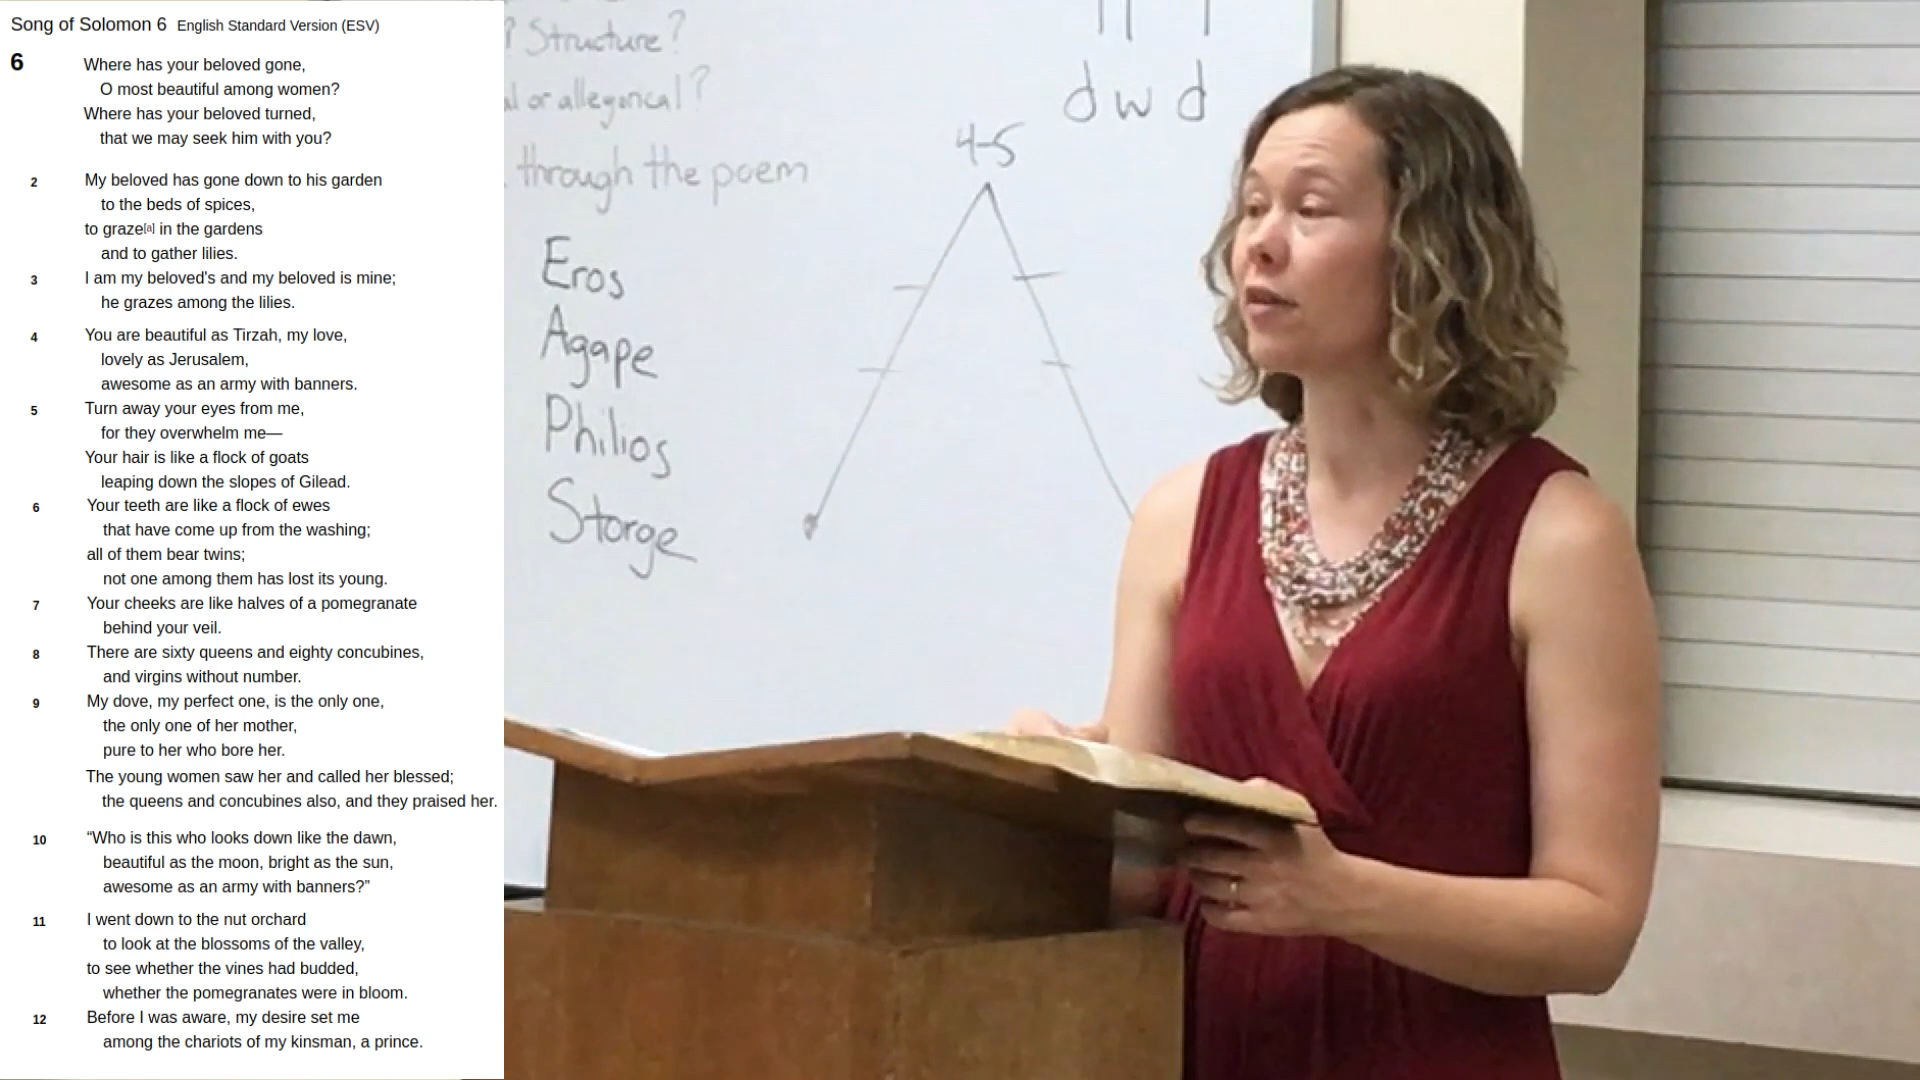 Song of Solomon 6 English Standard Version (ESV)
6 Where has your beloved gone,
O most beautiful among women?
Where has your beloved turned,
that we may seek him with you?
2 My beloved has gone down to his garden
to the beds of spices,
to graze[a] in the gardens
and to gather lilies.
3 I am my beloved's and my beloved is mine;
he grazes among the lilies.
4 You are beautiful as Tirzah, my love,
lovely as Jerusalem,
awesome as an army with banners.
5 Turn away your eyes from me,
for they overwhelm me—
Your hair is like a flock of goats
leaping down the slopes of Gilead.
6 Your teeth are like a flock of ewes
that have come up from the washing;
all of them bear twins;
not one among them has lost its young.
7 Your cheeks are like halves of a pomegranate
behind your veil.
8 There are sixty queens and eighty concubines,
and virgins without number.
9 My dove, my perfect one, is the only one,
the only one of her mother,
pure to her who bore her.
The young women saw her and called her blessed;
the queens and concubines also, and they praised her.
10 “Who is this who looks down like the dawn,
beautiful as the moon, bright as the sun,
awesome as an army with banners?”
11 I went down to the nut orchard
to look at the blossoms of the valley,
to see whether the vines had budded,
whether the pomegranates were in bloom.
12 Before I was aware, my desire set me
among the chariots of my kinsman, a prince.
? Structure?
or allegorical?
through the poem
Eros
Agape
Philios
Storge
4-5
d w d